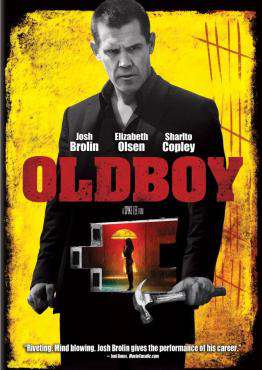 Josh Elizabeth Sharlto
Brolin Olsen Copley
OLDBOY
A SPIKE LEE FILM
"Riveting. Mind blowing. Josh Brolin gives the performance of his career."